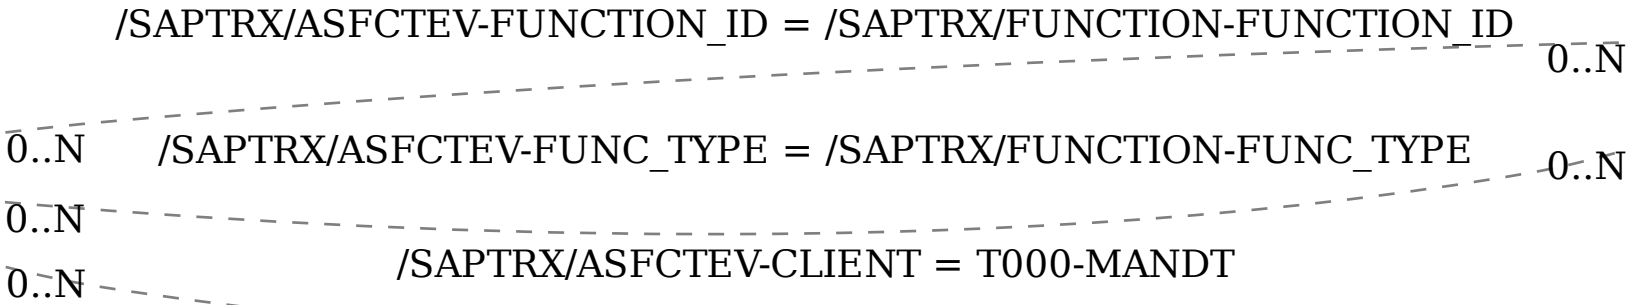 /SAPTRX/ASFCTEV-FUNCTION_ID = /SAPTRX/FUNCTION-FUNCTION_ID
0..N
0..N
/SAPTRX/ASFCTEV-FUNC_TYPE = /SAPTRX/FUNCTION-FUNC_TYPE
0..N
0..N
/SAPTRX/ASFCTEV-CLIENT = T000-MANDT
0..N